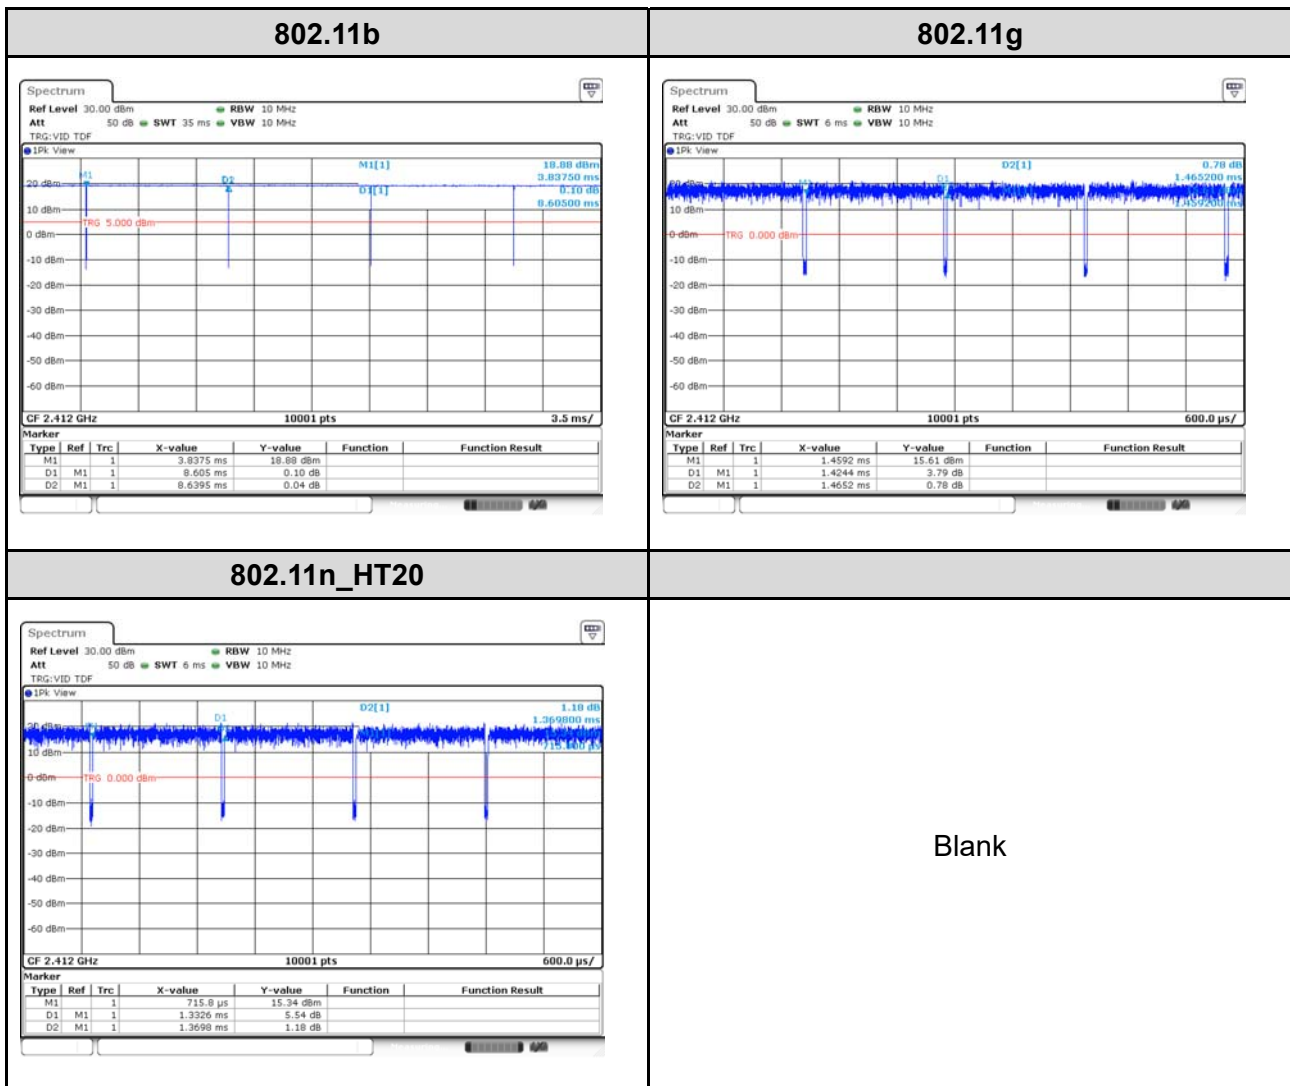 802.11b
802.11g
Spectrum
Ref Level 30.00 dBm RBW 10 MHz
Att 50 dB SWT 35 ms VBW 10 MHz
TRG:VID TDF
1Pk View
M1[1] 18.88 dBm
3.83750 ms
D1[1] 0.10 dB
8.60500 ms
M1
D2
20 dBm
10 dBm
TRG 5.000 dBm
0 dBm
-10 dBm
-20 dBm
-30 dBm
-40 dBm
-50 dBm
-60 dBm
CF 2.412 GHz 10001 pts 3.5 ms/
Marker
Type Ref Trc X-value Y-value Function Function Result
M1 1 3.8375 ms 18.88 dBm
D1 M1 1 8.605 ms 0.10 dB
D2 M1 1 8.6395 ms 0.04 dB
Spectrum
Ref Level 30.00 dBm RBW 10 MHz
Att 50 dB SWT 6 ms VBW 10 MHz
TRG:VID TDF
1Pk View
D2[1] 0.78 dB
1.465200 ms
1.459200 ms
D1
20 dBm
10 dBm
0 dBm
TRG 0.000 dBm
-10 dBm
-20 dBm
-30 dBm
-40 dBm
-50 dBm
-60 dBm
CF 2.412 GHz 10001 pts 600.0 µs/
Marker
Type Ref Trc X-value Y-value Function Function Result
M1 1 1.4592 ms 15.61 dBm
D1 M1 1 1.4244 ms 3.79 dB
D2 M1 1 1.4652 ms 0.78 dB
802.11n_HT20
Spectrum
Ref Level 30.00 dBm RBW 10 MHz
Att 50 dB SWT 6 ms VBW 10 MHz
TRG:VID TDF
1Pk View
D2[1] 1.18 dB
1.369800 ms
715.800 µs
D1
20 dBm
10 dBm
0 dBm
TRG 0.000 dBm
-10 dBm
-20 dBm
-30 dBm
-40 dBm
-50 dBm
-60 dBm
CF 2.412 GHz 10001 pts 600.0 µs/
Marker
Type Ref Trc X-value Y-value Function Function Result
M1 1 715.8 µs 15.34 dBm
D1 M1 1 1.3326 ms 5.54 dB
D2 M1 1 1.3698 ms 1.18 dB
Blank